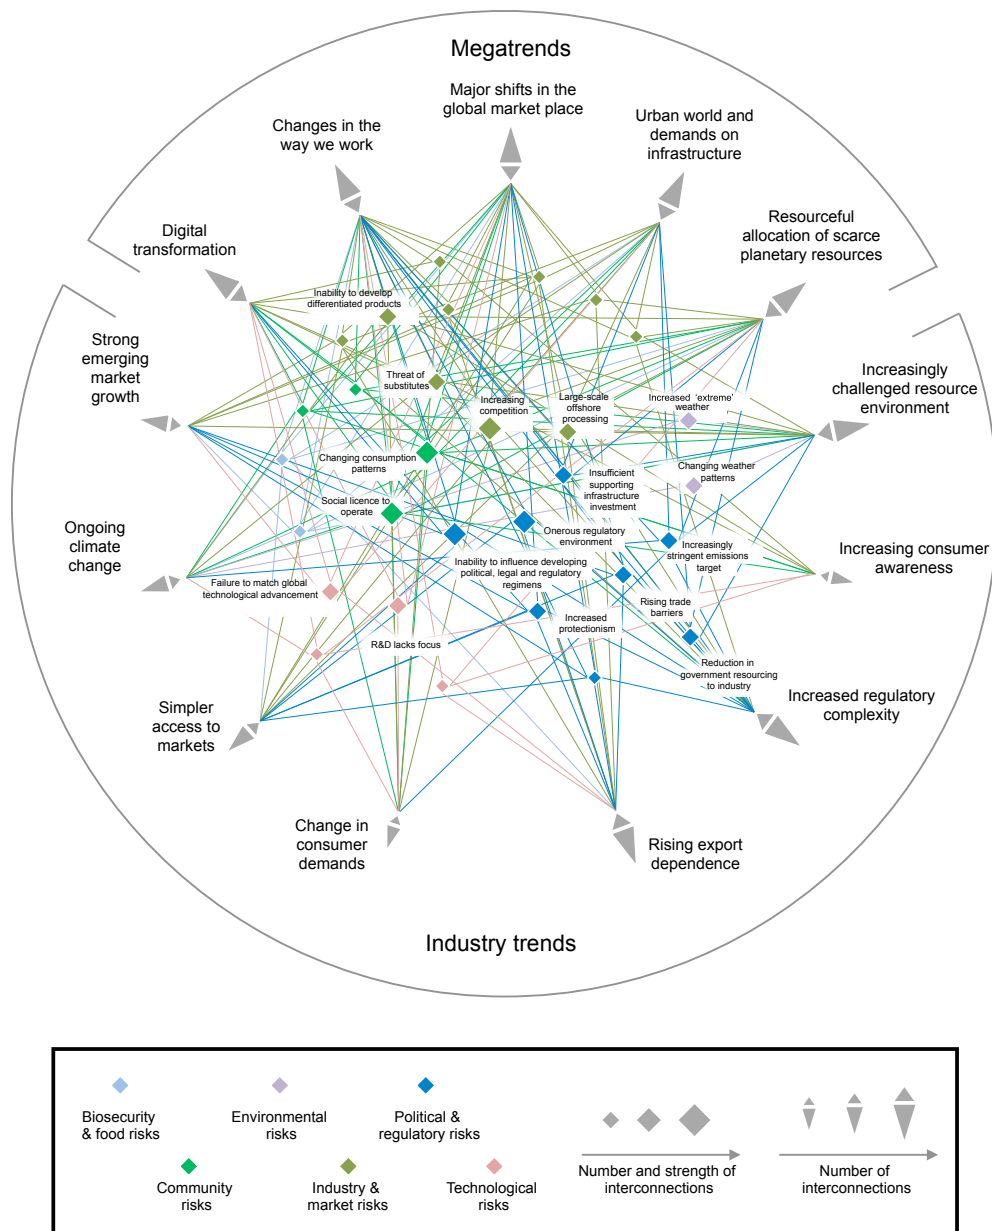 Megatrends
Major shifts in the
global market place
Urban world and
demands on
infrastructure
Changes in the
way we work
Resourceful
allocation of scarce
planetary resources
Digital
transformation
Inability to develop
differentiated products
Strong
emerging
market
growth
Increasingly
challenged resource
environment
Threat of
substitutes
Increasing
competition
Large-scale
offshore
processing
Increased 'extreme'
weather
Changing consumption
patterns
Insufficient
supporting
infrastructure
investment
Changing weather
patterns
Social licence to
operate
Ongoing
climate
change
Onerous regulatory
environment
Increasingly
stringent emissions
target
Increasing consumer
awareness
Inability to influence developing
political, legal and regulatory
regimens
Failure to match global
technological advancement
Rising trade
barriers
Increased
protectionism
R&D lacks focus
Reduction in
government resourcing
to industry
Simpler
access to
markets
Increased regulatory
complexity
Change in
consumer
demands
Rising export
dependence
Industry trends
Biosecurity
& food risks
Environmental
risks
Political &
regulatory risks
Community
risks
Industry &
market risks
Technological
risks
Number and strength of
interconnections
Number of
interconnections